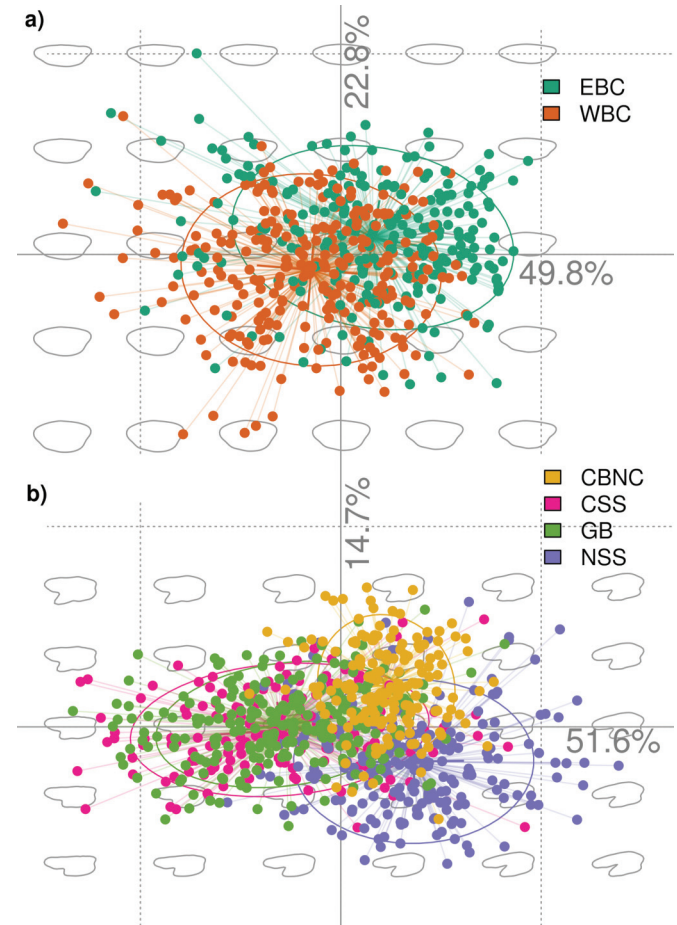 a)
22.8%
EBC
WBC
49.8%
b)
14.7%
CBNC
CSS
GB
NSS
51.6%